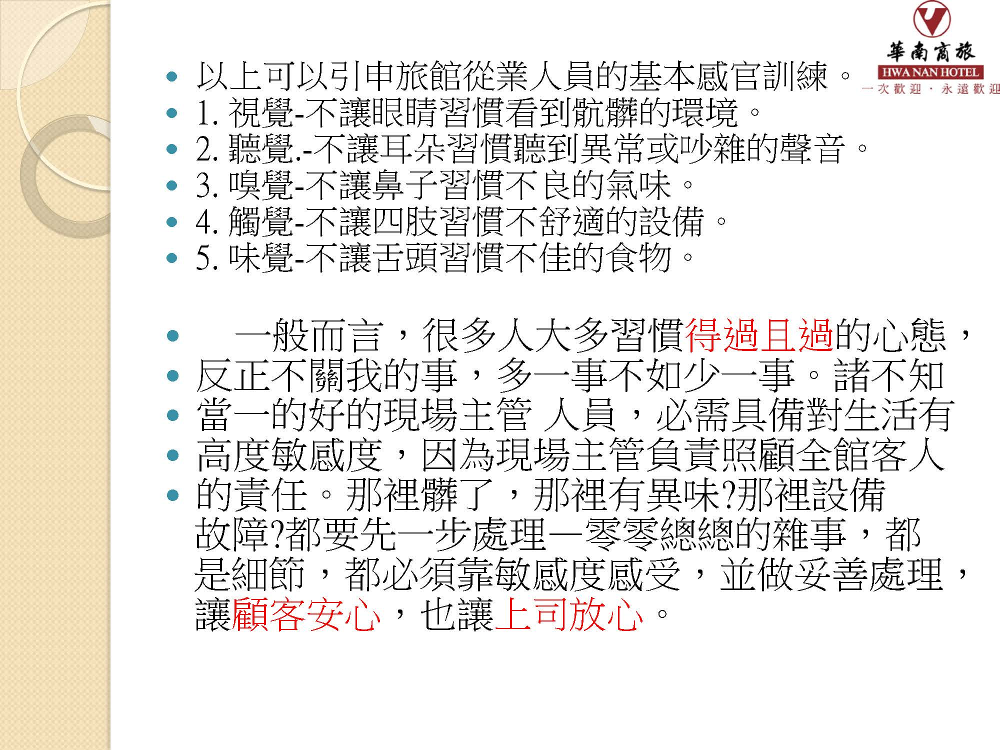 華南商旅
HWA NAN HOTEL
一次歡迎・永遠歡迎
以上可以引申旅館從業人員的基本感官訓練。
1. 視覺-不讓眼睛習慣看到骯髒的環境。
2. 聽覺.-不讓耳朵習慣聽到異常或吵雜的聲音。
3. 嗅覺-不讓鼻子習慣不良的氣味。
4. 觸覺-不讓四肢習慣不舒適的設備。
5. 味覺-不讓舌頭習慣不佳的食物。
一般而言，很多人大多習慣得過且過的心態，
反正不關我的事，多一事不如少一事。諸不知
當一的好的現場主管 人員，必需具備對生活有
高度敏感度，因為現場主管負責照顧全館客人
的責任。那裡髒了，那裡有異味?那裡設備
故障?都要先一步處理—零零總總的雜事，都
是細節，都必須靠敏感度感受，並做妥善處理，
讓顧客安心，也讓上司放心。